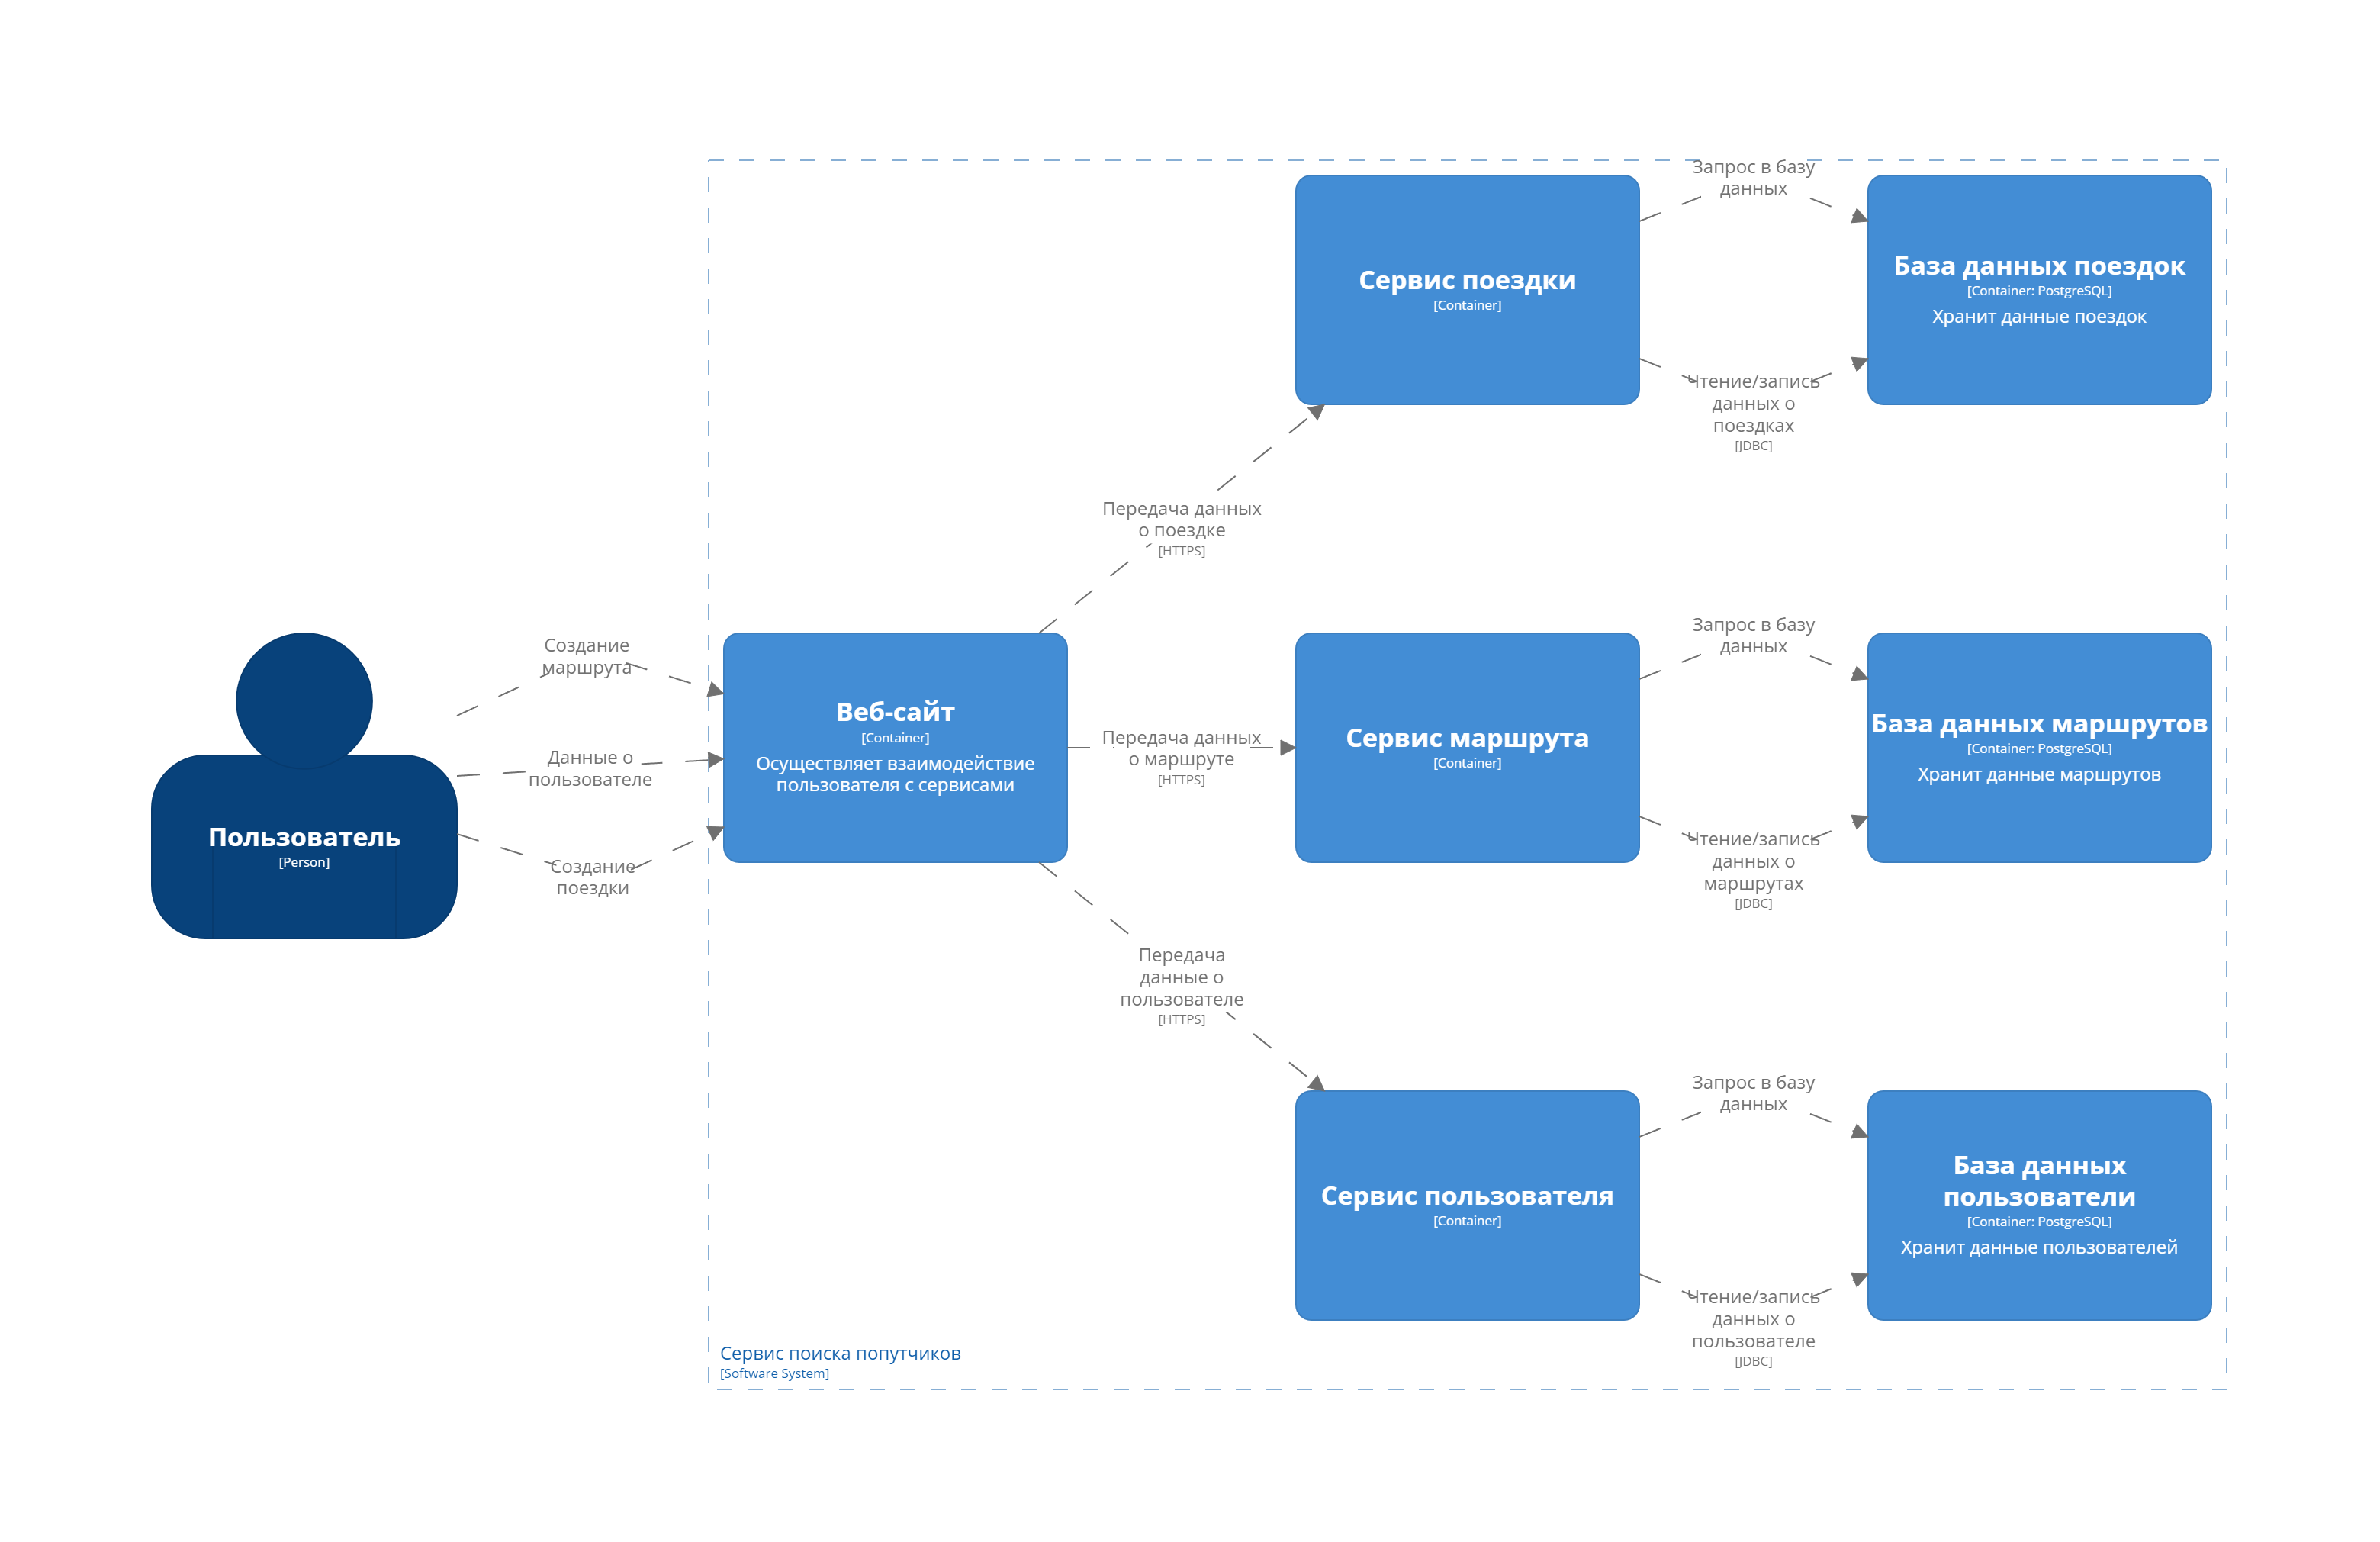 Пользователь
[Person]
Создание
маршрута
Данные о
пользователе
Создание
поездки
Веб-сайт
[Container]
Осуществляет взаимодействие
пользователя с сервисами
Передача данных
о поездке
[HTTPS]
Передача данных
о маршруте
[HTTPS]
Передача
данные о
пользователе
[HTTPS]
Сервис поездки
[Container]
Запрос в базу
данных
Чтение/запись
данных о
поездках
[JDBC]
База данных поездок
[Container: PostgreSQL]
Хранит данные поездок
Сервис маршрута
[Container]
Запрос в базу
данных
Чтение/запись
данных о
маршрутах
[JDBC]
База данных маршрутов
[Container: PostgreSQL]
Хранит данные маршрутов
Сервис пользователя
[Container]
Запрос в базу
данных
Чтение/запись
данных о
пользователе
[JDBC]
База данных
пользователи
[Container: PostgreSQL]
Хранит данные пользователей
Сервис поиска попутчиков
[Software System]